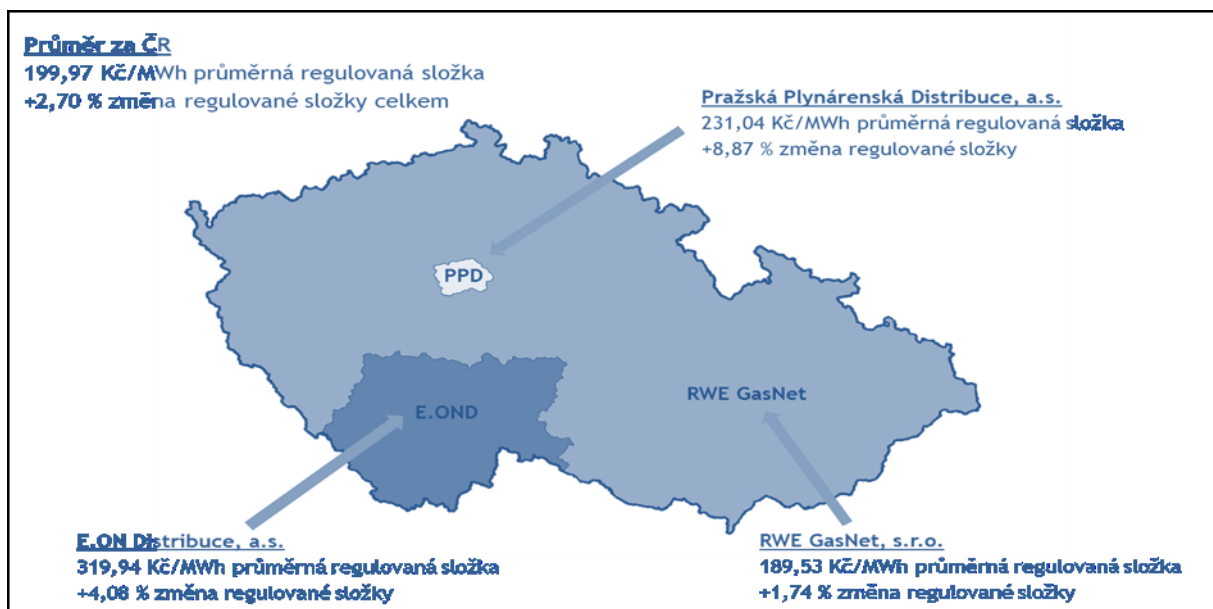 Průměr za ČR
199,97 Kč/MWh průměrná regulovaná složka
+2,70 % změna regulované složky celkem
Pražská Plynárenská Distribuce, a.s.
231,04 Kč/MWh průměrná regulovaná složka
+8,87 % změna regulované složky
PPD
RWE GasNet
E.OND
E.ON Distribuce, a.s.
319,94 Kč/MWh průměrná regulovaná složka
+4,08 % změna regulované složky
RWE GasNet, s.r.o.
189,53 Kč/MWh průměrná regulovaná složka
+1,74 % změna regulované složky